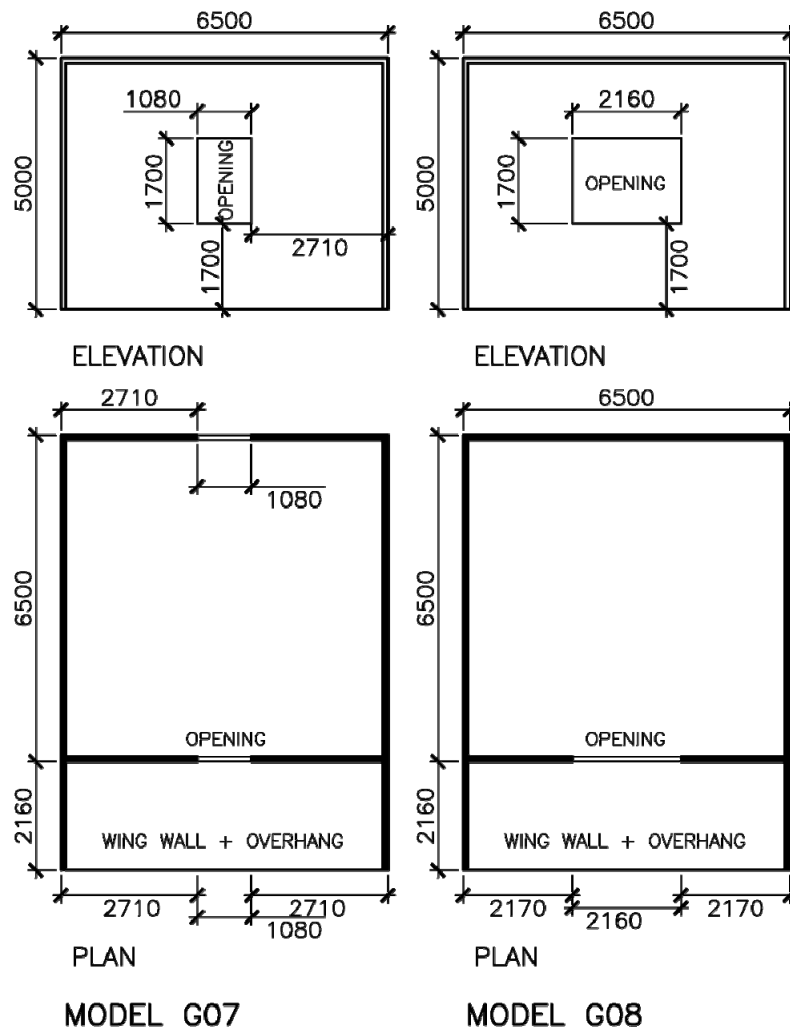 6500
6500
1080
2160
5000
1700
OPENING
2710
1700
5000
1700
OPENING
1700
ELEVATION
ELEVATION
2710
6500
1080
6500
6500
OPENING
OPENING
2160
WING WALL + OVERHANG
2160
WING WALL + OVERHANG
2710
2710
1080
2170
2160
2170
PLAN
PLAN
MODEL G07
MODEL G08